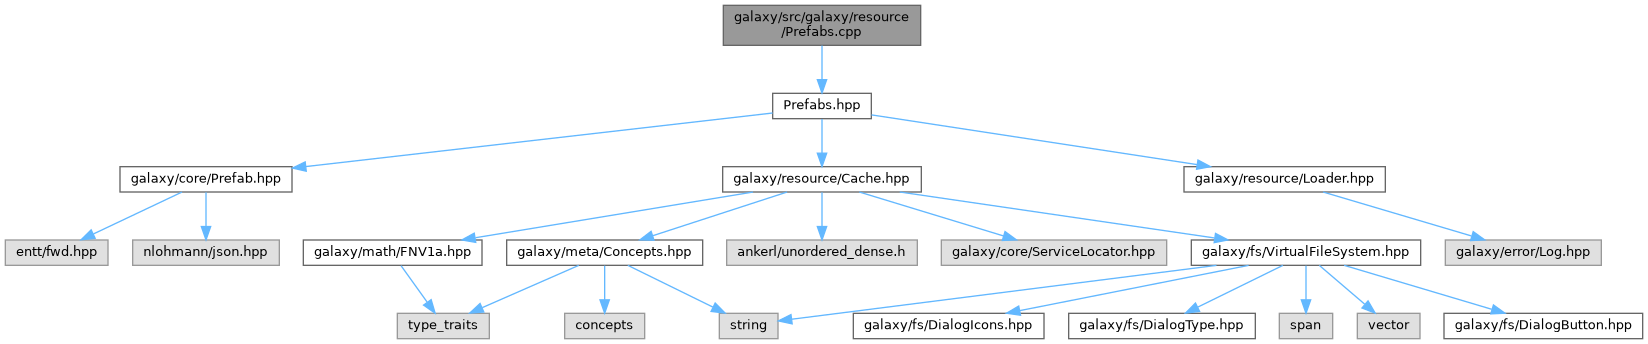 galaxy/src/galaxy/resource
/Prefabs.cpp
Prefabs.hpp
galaxy/core/Prefab.hpp
galaxy/resource/Cache.hpp
galaxy/resource/Loader.hpp
entt/fwd.hpp
nlohmann/json.hpp
galaxy/math/FNV1a.hpp
galaxy/meta/Concepts.hpp
ankerl/unordered_dense.h
galaxy/core/ServiceLocator.hpp
galaxy/fs/VirtualFileSystem.hpp
galaxy/error/Log.hpp
type_traits
concepts
string
galaxy/fs/DialogIcons.hpp
galaxy/fs/DialogType.hpp
span
vector
galaxy/fs/DialogButton.hpp